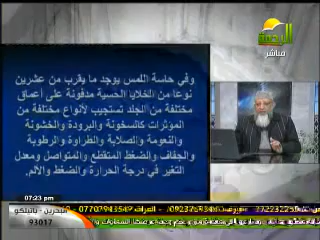 الرحمة
مباشر
وفي حاسة اللمس يوجد ما يقرب من عشرين
نوعا من الخلايا الحسية مدفونة على أعماق
مختلفة من الجلد تستجيب لأنواع مختلفة من
المؤثرات كالسخونة والبرودة والخشونة
والنعومة والصلابة والطراوة والرطوبة
والجفاف والضغط المتقطع والمتواصل ومعدل
التغير في درجة الحرارة والضغط والألم.
07:23 pm
البحرين - باتيلكو
93017
العراق